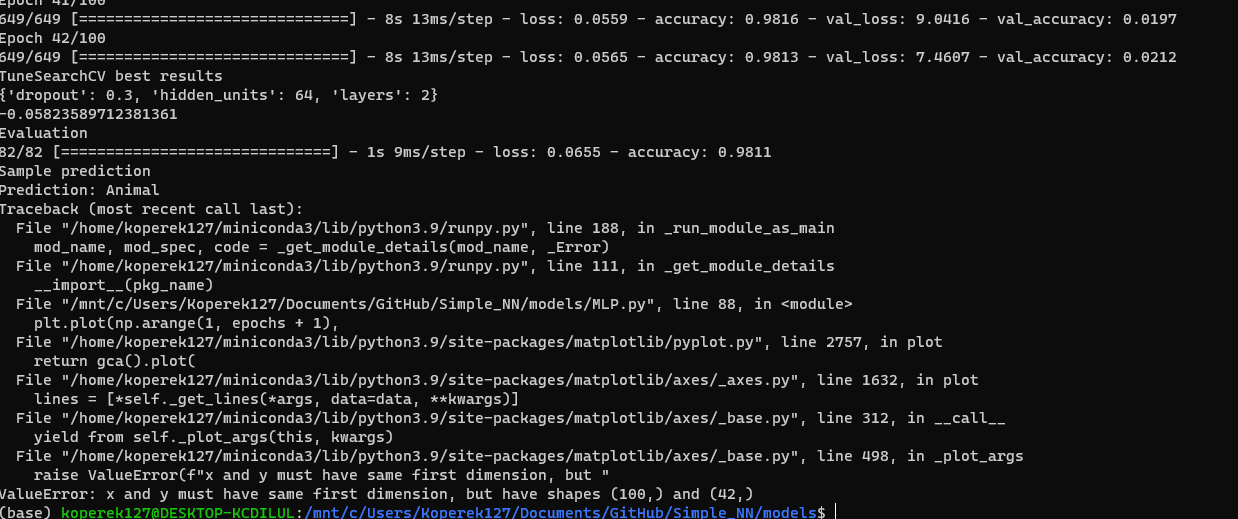 Epoch 41/100
649/649 [==============================] - 8s 13ms/step - loss: 0.0559 - accuracy: 0.9816 - val_loss: 9.0416 - val_accuracy: 0.0197
Epoch 42/100
649/649 [==============================] - 8s 13ms/step - loss: 0.0565 - accuracy: 0.9813 - val_loss: 7.4607 - val_accuracy: 0.0212
TuneSearchCV best results
{'dropout': 0.3, 'hidden_units': 64, 'layers': 2}
-0.05823589712381361
Evaluation
82/82 [==============================] - 1s 9ms/step - loss: 0.0655 - accuracy: 0.9811
Sample prediction
Prediction: Animal
Traceback (most recent call last):
  File "/home/koperek127/miniconda3/lib/python3.9/runpy.py", line 188, in _run_module_as_main
    mod_name, mod_spec, code = _get_module_details(mod_name, _Error)
  File "/home/koperek127/miniconda3/lib/python3.9/runpy.py", line 111, in _get_module_details
    __import__(pkg_name)
  File "/mnt/c/Users/Koperek127/Documents/GitHub/Simple_NN/models/MLP.py", line 88, in <module>
    plt.plot(np.arange(1, epochs + 1),
  File "/home/koperek127/miniconda3/lib/python3.9/site-packages/matplotlib/pyplot.py", line 2757, in plot
    return gca().plot(
  File "/home/koperek127/miniconda3/lib/python3.9/site-packages/matplotlib/axes/_axes.py", line 1632, in plot
    lines = [*self._get_lines(*args, data=data, **kwargs)]
  File "/home/koperek127/miniconda3/lib/python3.9/site-packages/matplotlib/axes/_base.py", line 312, in __call__
    yield from self._plot_args(this, kwargs)
  File "/home/koperek127/miniconda3/lib/python3.9/site-packages/matplotlib/axes/_base.py", line 498, in _plot_args
    raise ValueError(f"x and y must have same first dimension, but "
ValueError: x and y must have same first dimension, but have shapes (100,) and (42,)
(base) koperek127@DESKTOP-KCDILUL:/mnt/c/Users/Koperek127/Documents/GitHub/Simple_NN/models$